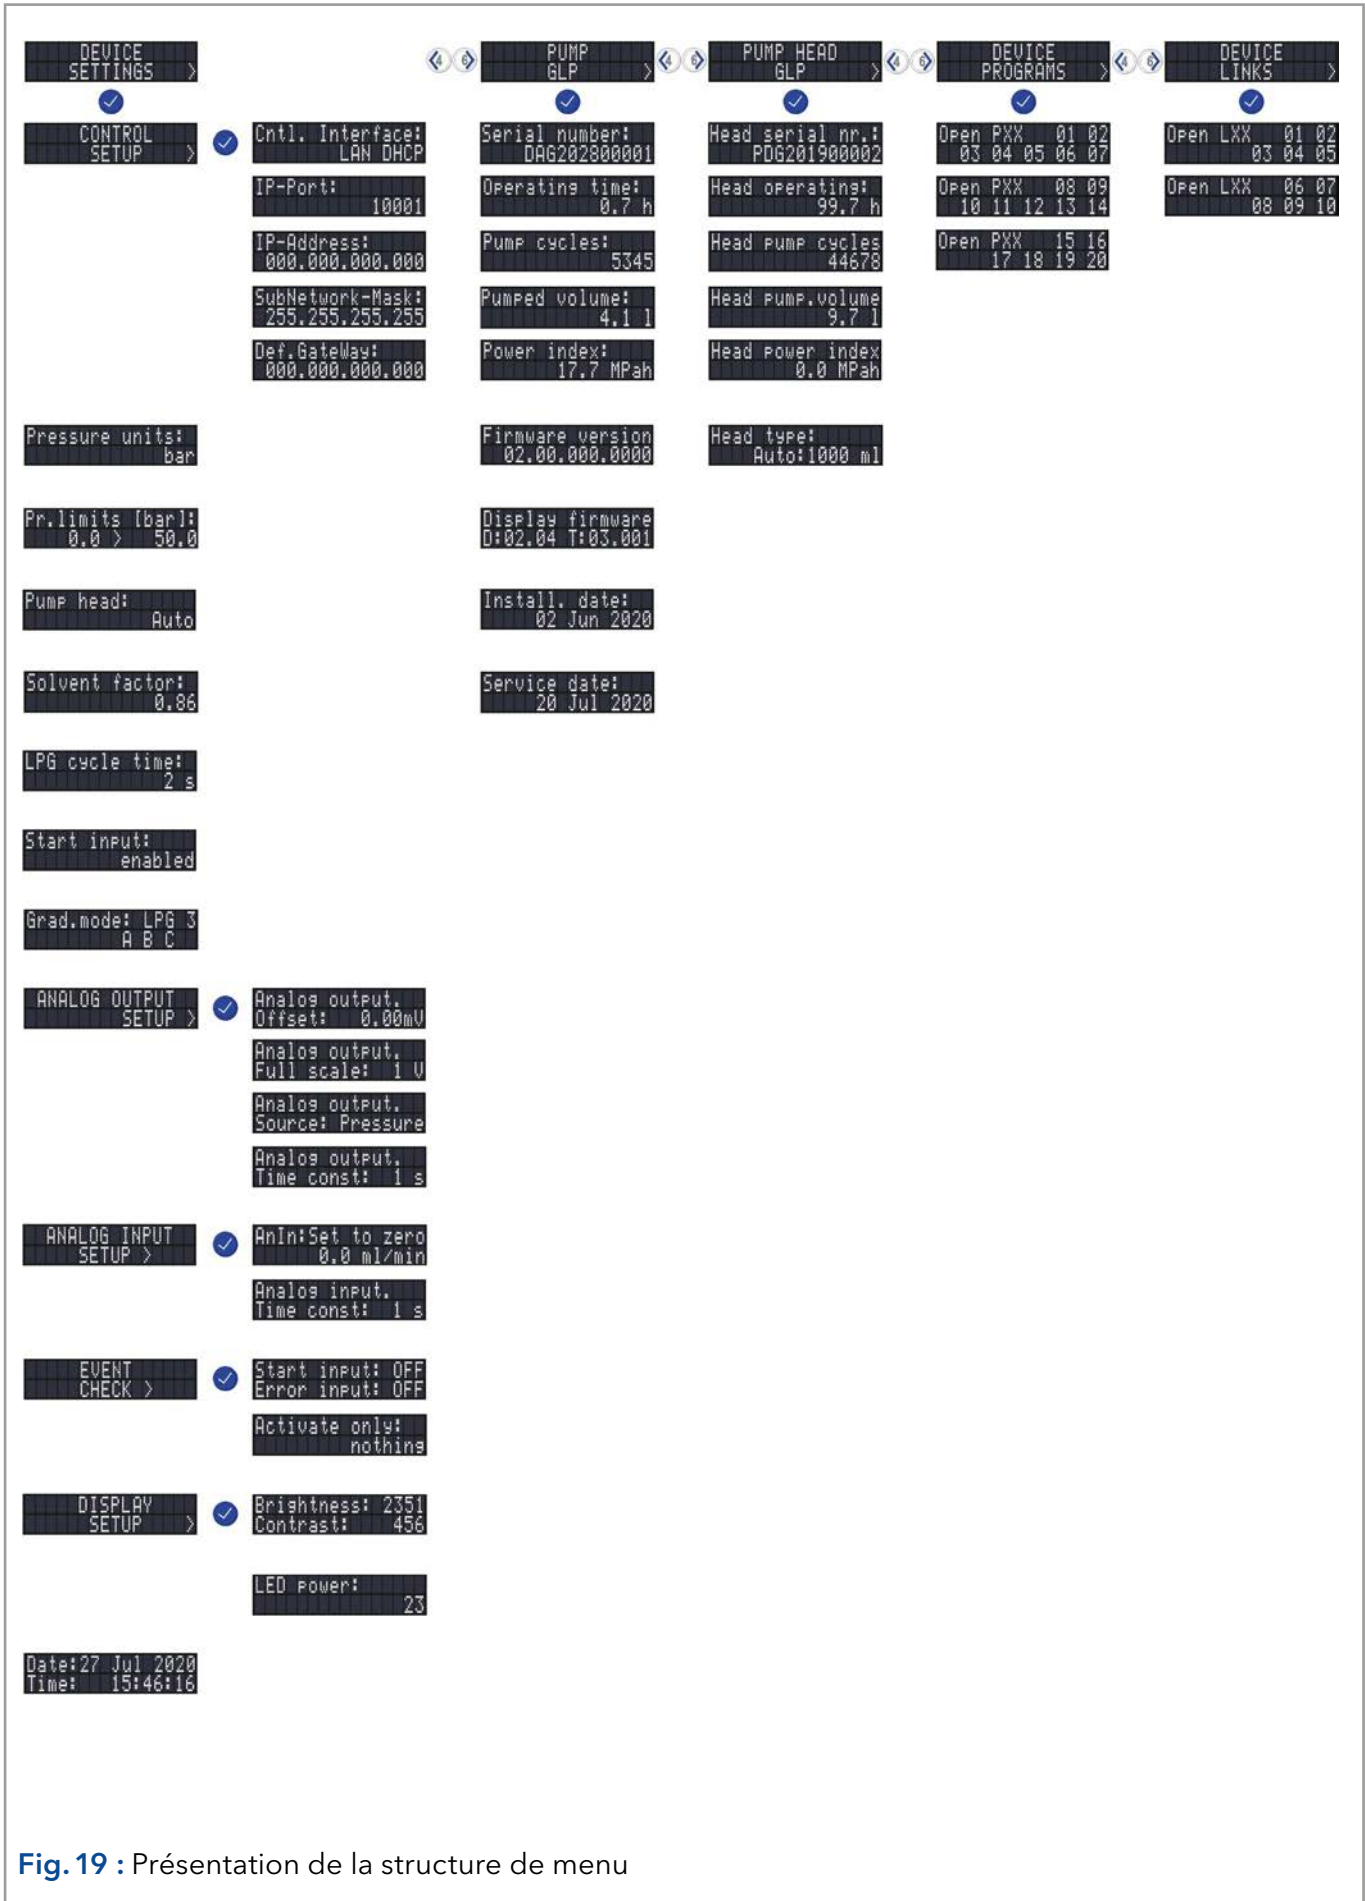 DEVICE
SETTINGS >
CONTROL
SETUP >
Cntl. Interface:
LAN DHCP
IP-Port:
10001
IP-Address:
000.000.000.000
SubNetwork-Mask:
255.255.255.255
Def.GateWay:
000.000.000.000
Pressure units:
bar
Pr.limits [bar]:
0.0 > 50.0
Pump head:
Auto
Solvent factor:
0.86
LPG cycle time:
2 s
Start input:
enabled
Grad.mode: LPG 3
A B C
ANALOG OUTPUT
SETUP >
Analog output.
Offset: 0.00mV
Analog output.
Full scale: 1 V
Analog output.
Source: Pressure
Analog output.
Time const: 1 s
ANALOG INPUT
SETUP >
AnIn:Set to zero
0.0 ml/min
Analog input.
Time const: 1 s
EVENT
CHECK >
Start input: OFF
Error input: OFF
Activate only:
nothing
DISPLAY
SETUP >
Brightness: 2351
Contrast: 456
LED power:
23
Date:27 Jul 2020
Time: 15:46:16
4 6
PUMP
GLP >
Serial number:
DAG202800001
Operating time:
0.7 h
Pump cycles:
5345
Pumped volume:
4.1 l
Power index:
17.7 MPah
Firmware version
02.00.000.0000
Display firmware
D:02.04 T:03.001
Install. date:
02 Jun 2020
Service date:
20 Jul 2020
4 6
PUMP HEAD
GLP >
Head serial nr.:
PDG201900002
Head operating:
99.7 h
Head pump cycles
44678
Head pump.volume
9.7 l
Head power index
0.0 MPah
Head type:
Auto:1000 ml
4 6
DEVICE
PROGRAMS >
Open PXX 01 02
03 04 05 06 07
Open PXX 08 09
10 11 12 13 14
Open PXX 15 16
17 18 19 20
4 6
DEVICE
LINKS >
Open LXX 01 02
03 04 05
Open LXX 06 07
08 09 10
Fig. 19 : Présentation de la structure de menu